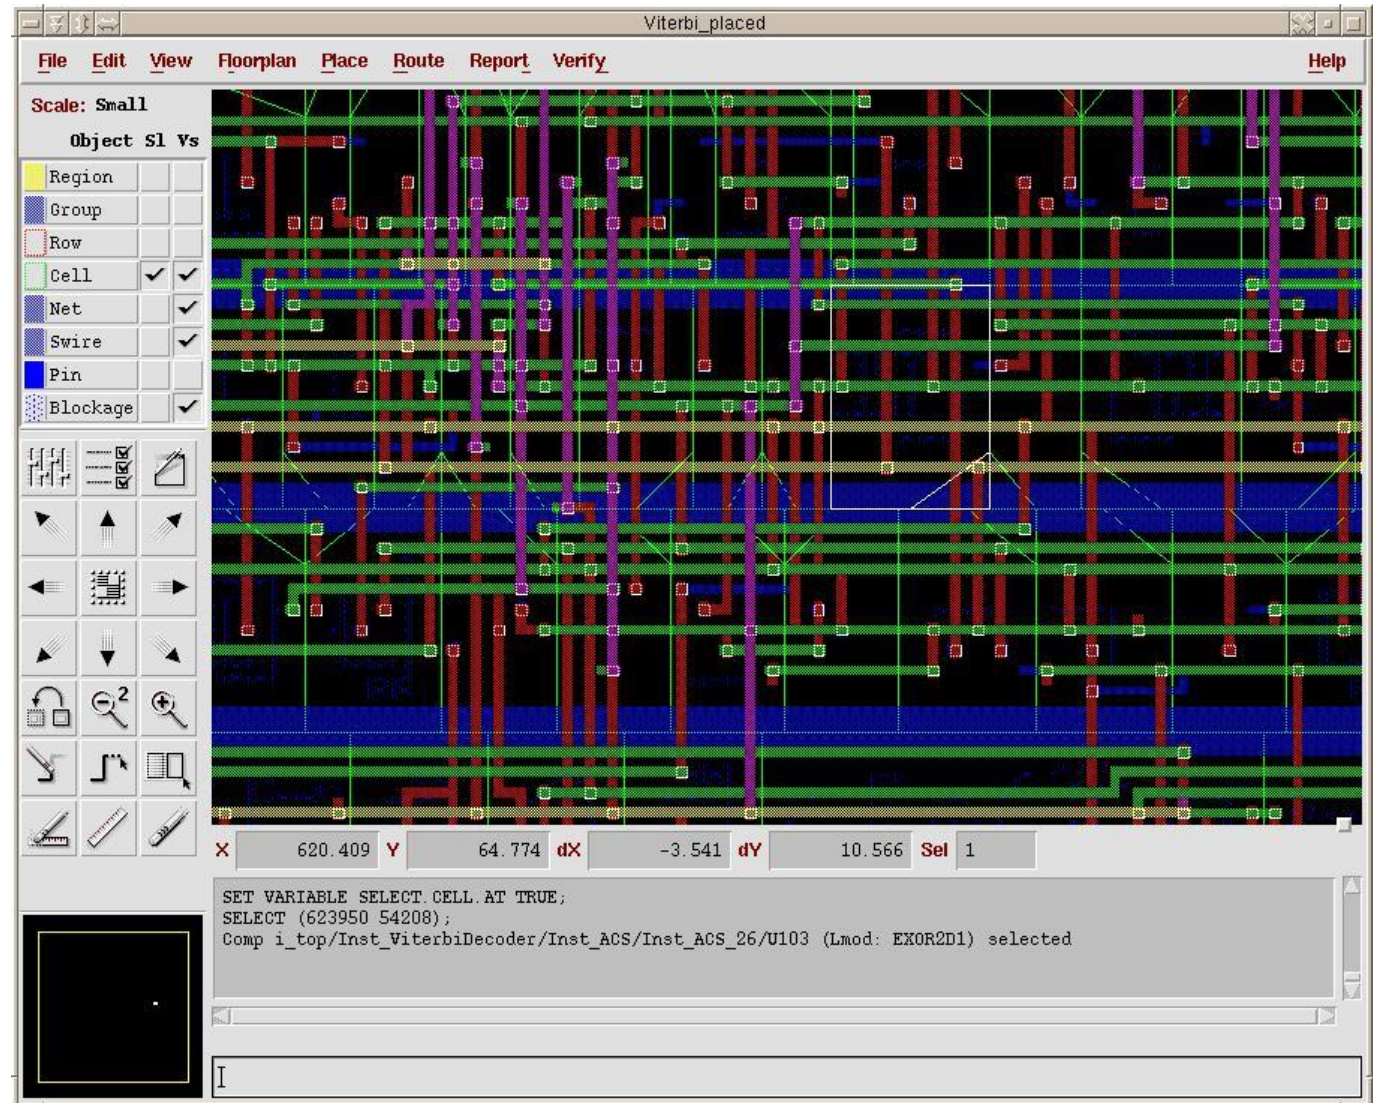 Viterbi_placed
File Edit View Floorplan Place Route Report Verify Help
Scale: Small
Object Sl Vs
Region
Group
Row
Cell
Net
Swire
Pin
Blockage
2
X 620.409 Y 64.774 dX -3.541 dY 10.566 Sel 1
SET VARIABLE SELECT.CELL.AT TRUE;
SELECT (623950 54208);
Comp i_top/Inst_ViterbiDecoder/Inst_ACS/Inst_ACS_26/U103 (Lmod: EXOR2D1) selected